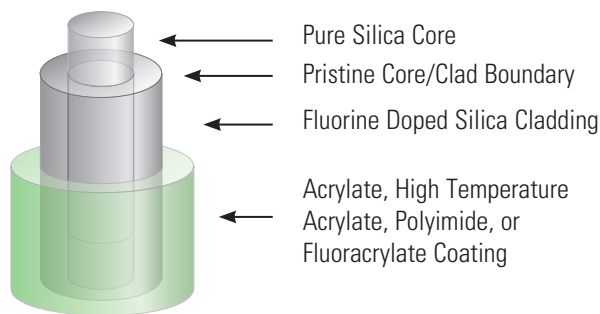 Pure Silica Core
Pristine Core/Clad Boundary
Fluorine Doped Silica Cladding
Acrylate, High Temperature
Acrylate, Polyimide, or
Fluoracrylate Coating